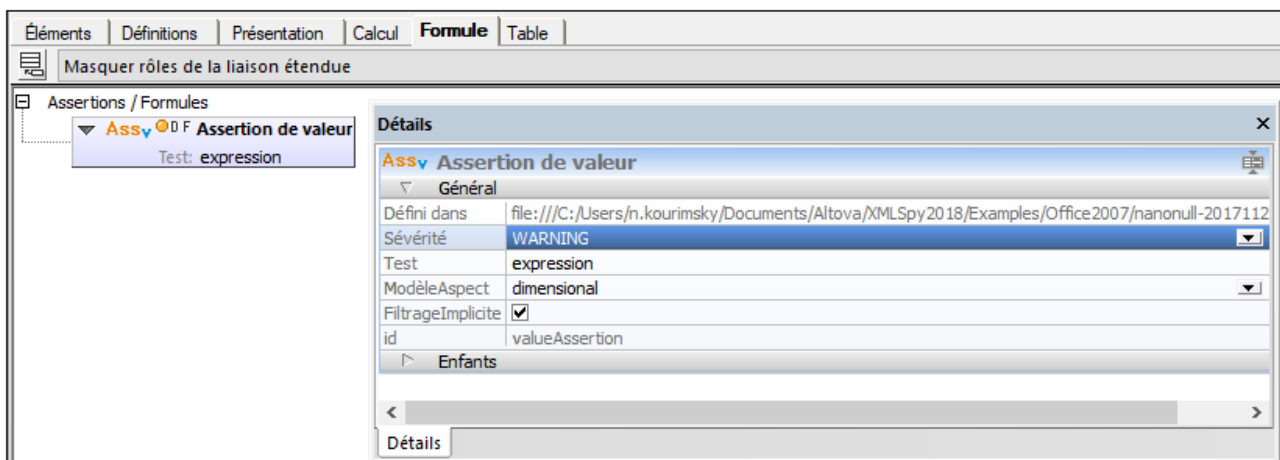 Éléments Définitions Présentation Calcul Formule Table
Masquer rôles de la liaison étendue
Assertions / Formules
Assv D F Assertion de valeur
Test: expression
Détails
Assv Assertion de valeur
Général
Défini dans file:///C:/Users/n.kourimsky/Documents/Altova/XMLSpy2018/Examples/Office2007/nanonull-2017112
Sévérité WARNING
Test expression
ModèleAspect dimensional
FiltrageImplicite
id valueAssertion
Enfants
Détails